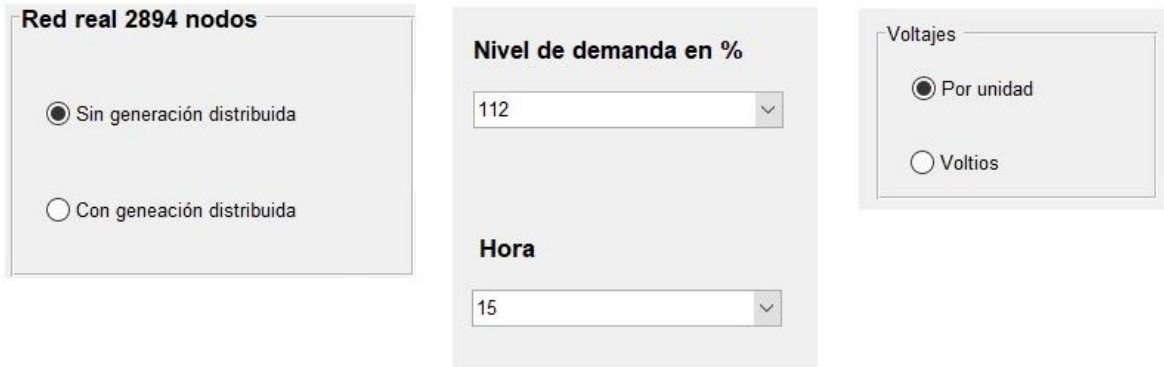 Red real 2894 nodos
Sin generación distribuida
Con geneación distribuida
Nivel de demanda en %
112
Hora
15
Voltajes
Por unidad
Voltios